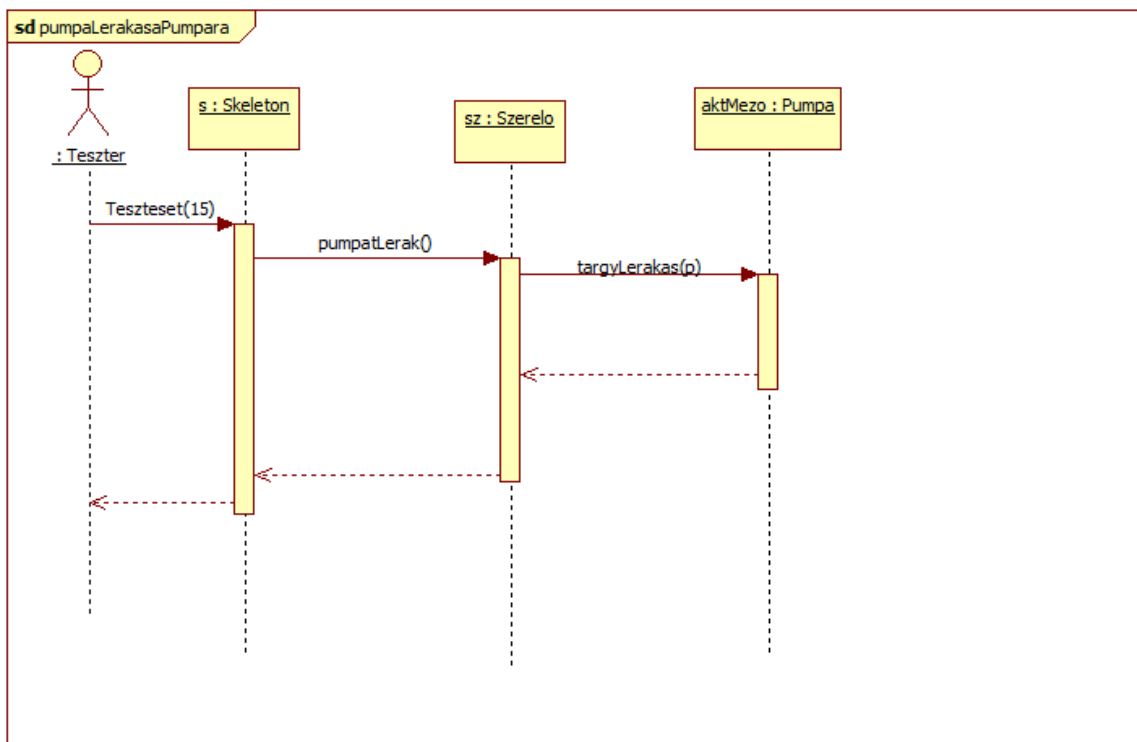 sd pumpaLerakasaPumpara
: Teszter
s : Skeleton
sz : Szerelo
aktMezo : Pumpa
Teszteset(15)
pumpatLerak()
targyLerakas(p)